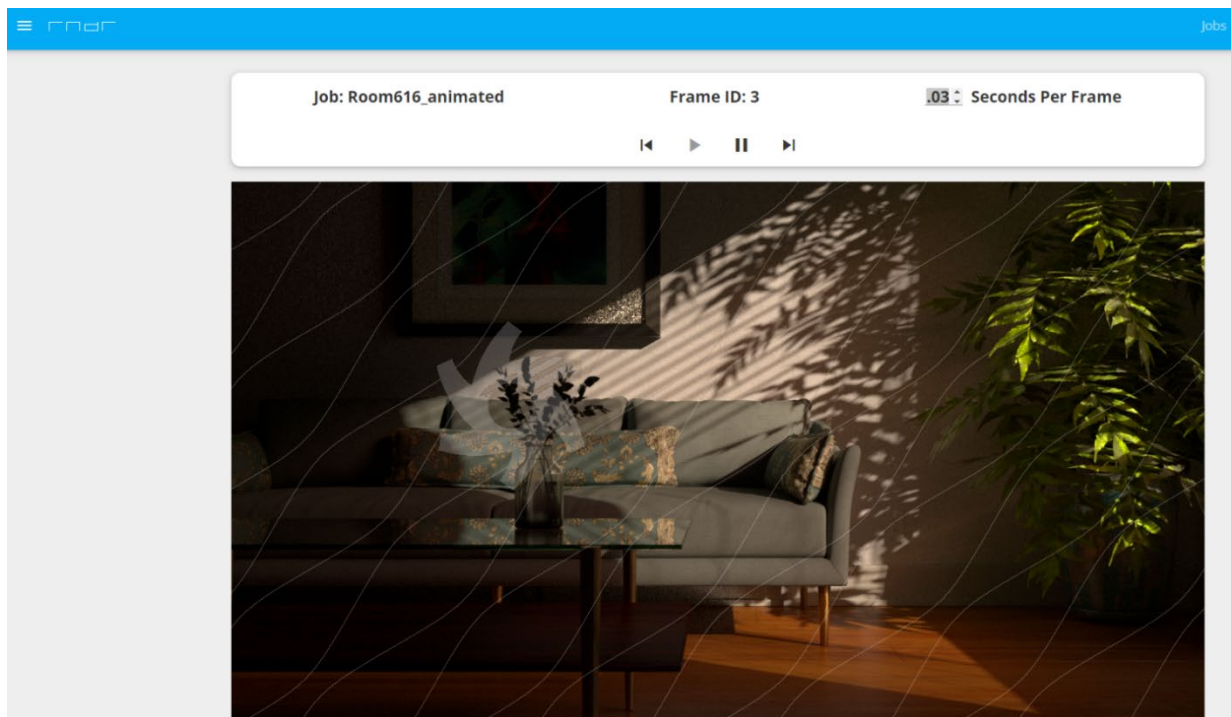 rndr
Jobs
Job: Room616_animated
Frame ID: 3
.03 Seconds Per Frame